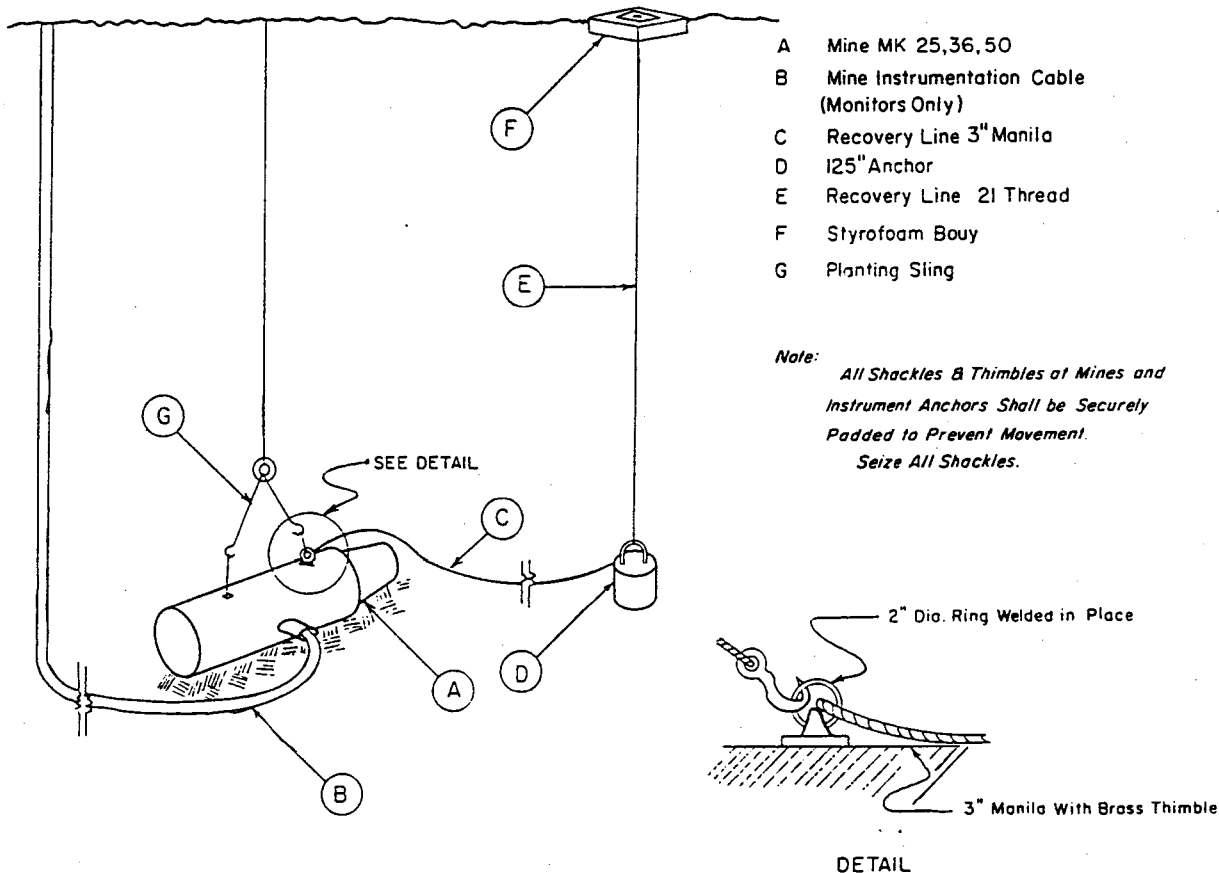 A Mine MK 25,36,50
B Mine Instrumentation Cable
(Monitors Only)
C Recovery Line 3" Manila
D 125" Anchor
E Recovery Line 21 Thread
F Styrofoam Bouy
G Planting Sling
Note:
All Shackles & Thimbles at Mines and
Instrument Anchors Shall be Securely
Padded to Prevent Movement.
Seize All Shackles.
F
E
G
SEE DETAIL
C
D
A
B
2" Dia. Ring Welded in Place
3" Manila With Brass Thimble
DETAIL